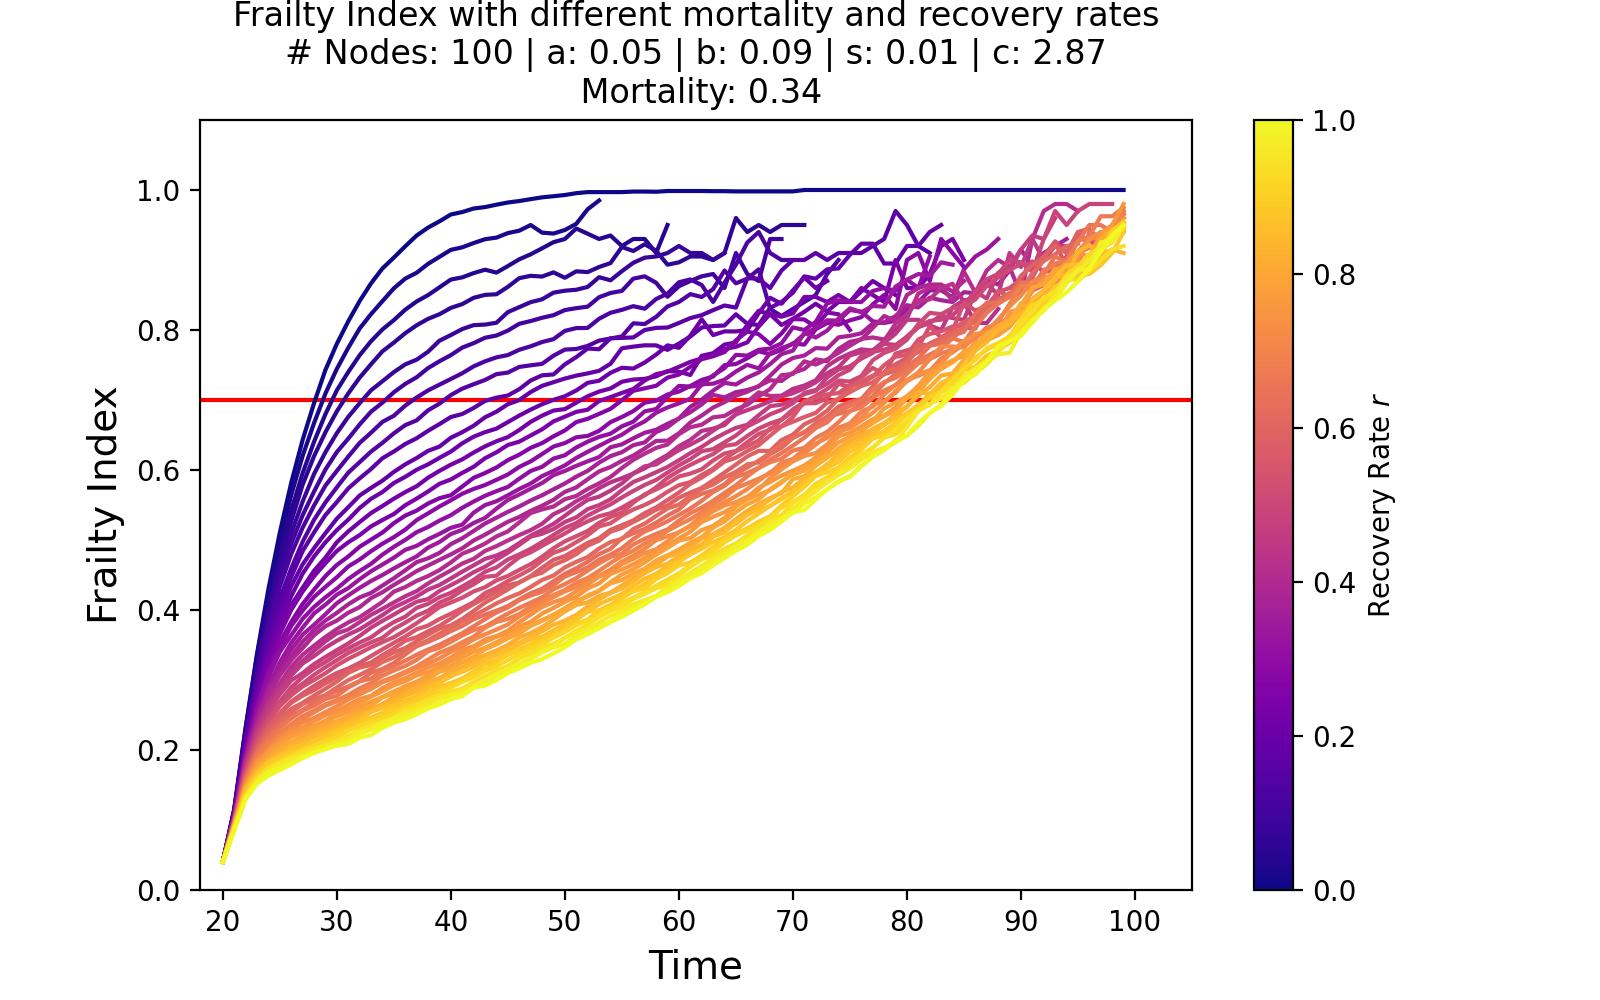 Frailty Index with different mortality and recovery rates
# Nodes: 100 | a: 0.05 | b: 0.09 | s: 0.01 | c: 2.87
Mortality: 0.34
Frailty Index
1.0
0.8
0.6
0.4
0.2
0.0
20 30 40 50 60 70 80 90 100
Time
1.0
0.8
0.6
0.4
0.2
0.0
Recovery Rate r